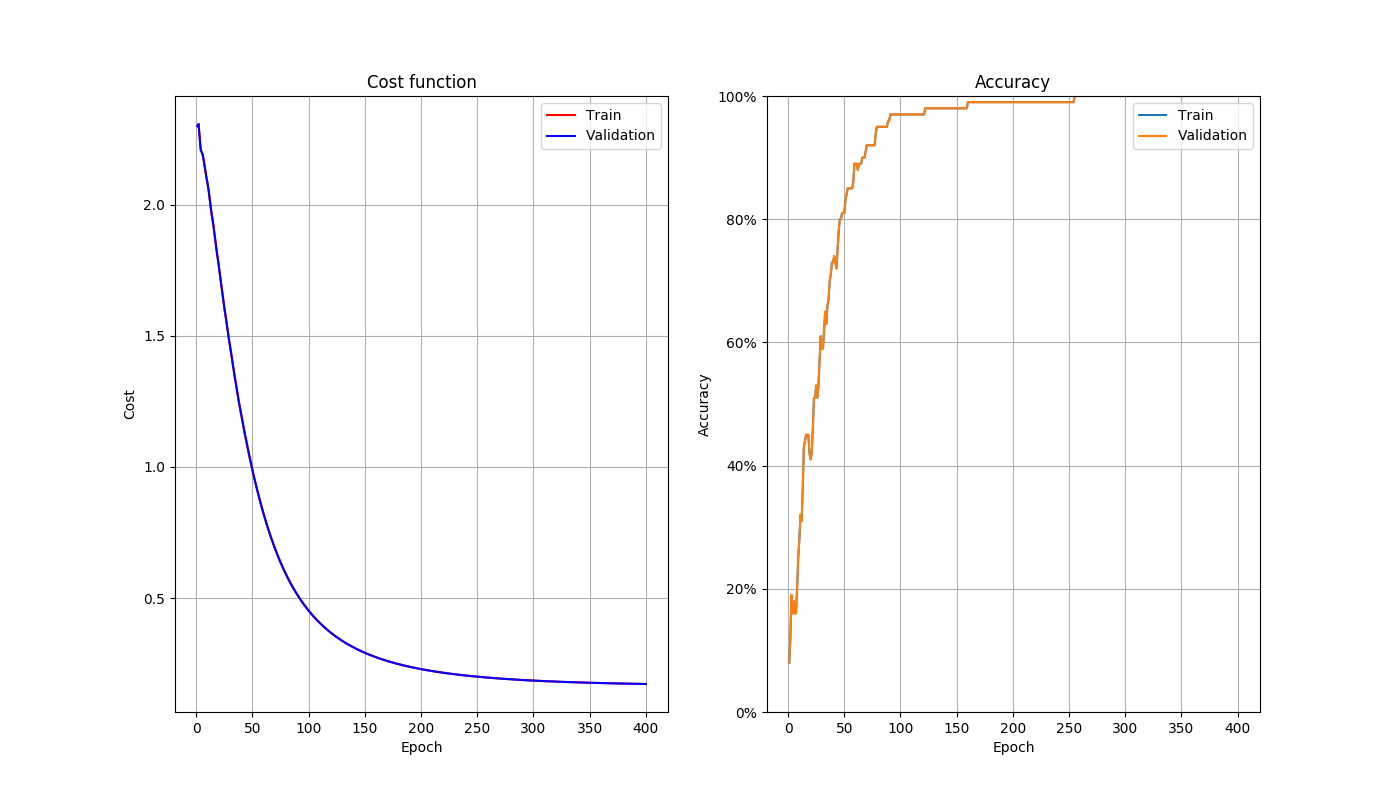 Cost function
Train
Validation
2.0
1.5
1.0
0.5
Cost
0 50 100 150 200 250 300 350 400
Epoch
Accuracy
Train
Validation
100%
80%
60%
40%
20%
0%
Accuracy
0 50 100 150 200 250 300 350 400
Epoch